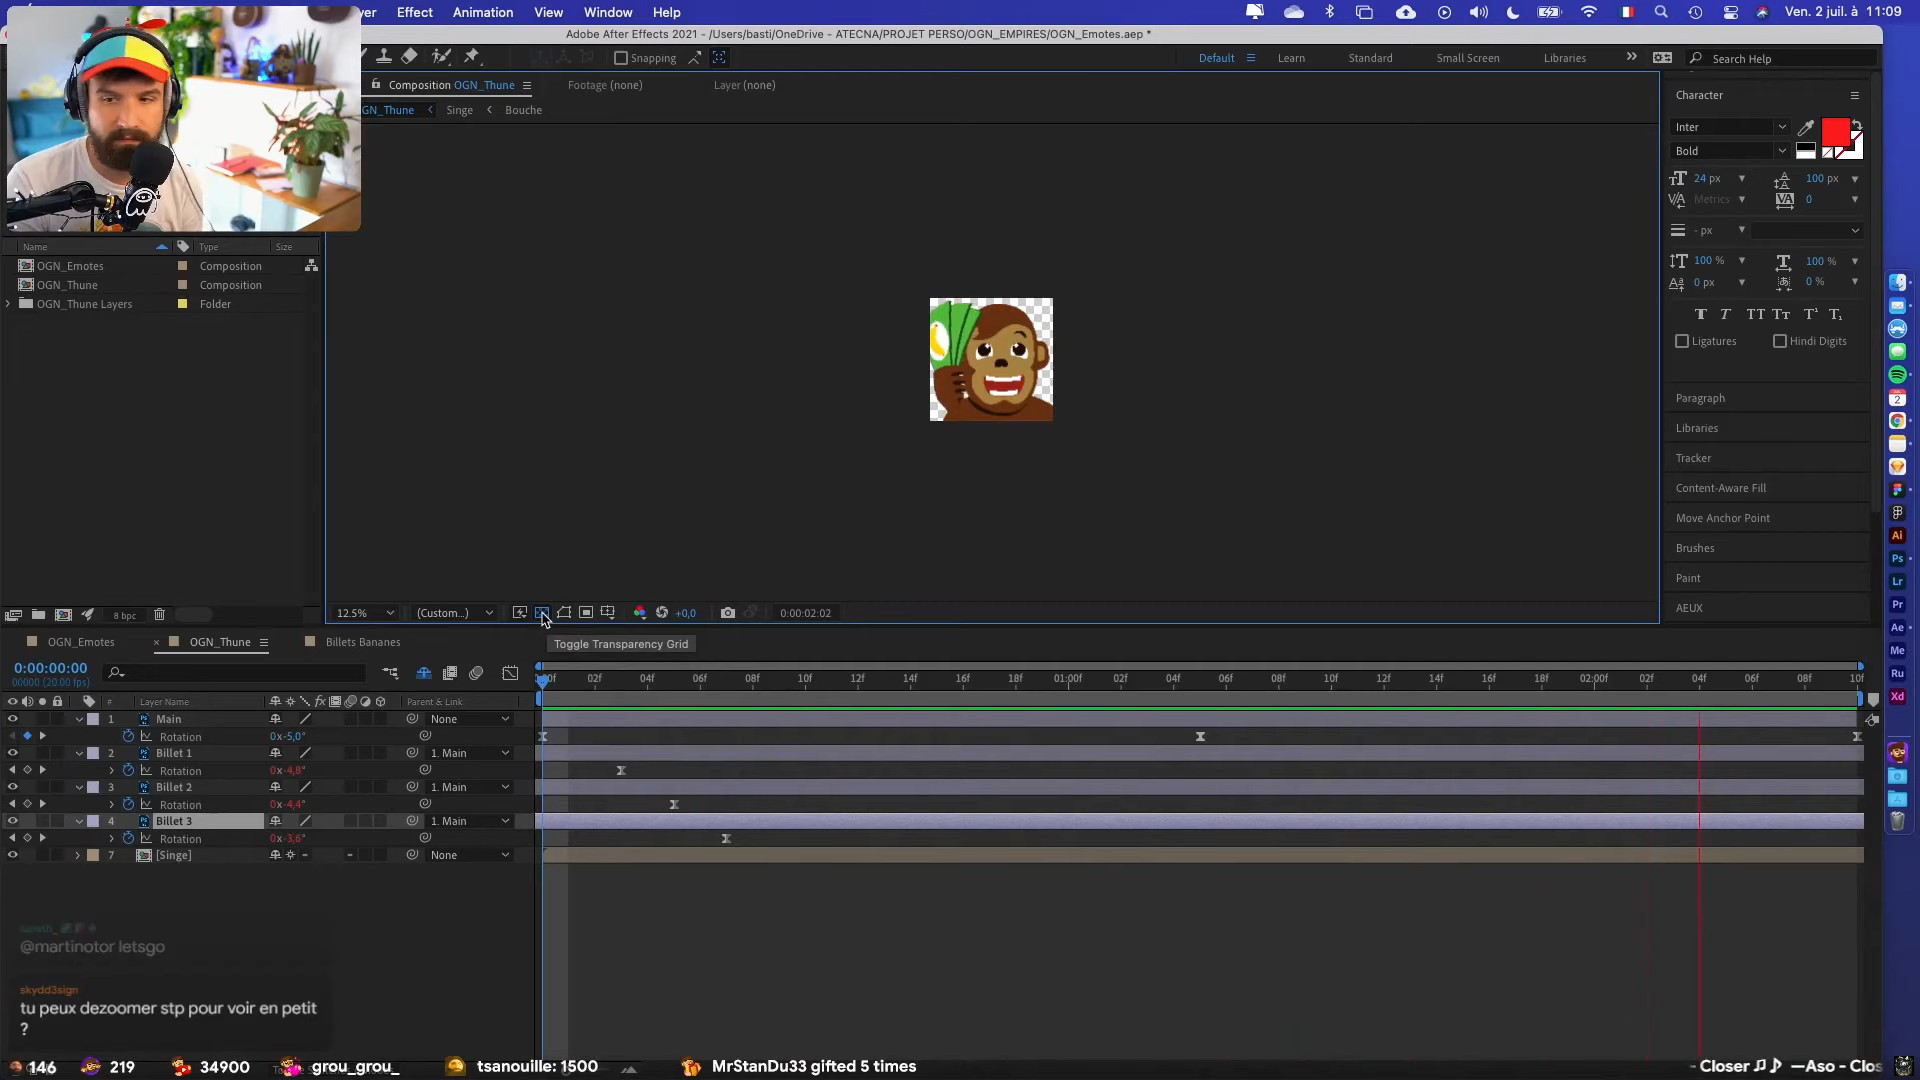 Effect Animation View Window Help
Ven. 2 juil. à 11:09
Adobe After Effects 2021 - /Users/basti/OneDrive - ATECNA/PROJET PERSO/OGN_EMPIRES/OGN_Emotes.aep *
Snapping
Default Learn Standard Small Screen Libraries Search Help
Composition OGN_Thune
Footage (none)
Layer (none)
GN_Thune Singe Bouche
Character
Inter
Bold
24 px 100 px
Metrics 0
- px
100 % 100 %
0 px 0 %
Ligatures Hindi Digits
Paragraph
Libraries
Tracker
Content-Aware Fill
Move Anchor Point
Brushes
Paint
AEUX
Name Type Size
OGN_Emotes Composition
OGN_Thune Composition
OGN_Thune Layers Folder
8 bpc
12.5% (Custom...) +0,0 0:00:02:02
Toggle Transparency Grid
OGN_Emotes OGN_Thune Billets Bananes
0:00:00:00
00000 (20.00 fps)
:00f 02f 04f 06f 08f 10f 12f 14f 16f 18f 01:00f 02f 04f 06f 08f 10f 12f 14f 16f 18f 02:00f 02f 04f 06f 08f 10f
# Layer Name Parent & Link
1 Main None
Rotation 0x-5,0°
2 Billet 1 1. Main
Rotation 0x-4,8°
3 Billet 2 1. Main
Rotation 0x-4,4°
4 Billet 3 1. Main
Rotation 0x-3,6°
7 [Singe] None
@martinotor letsgo
skydd3sign
tu peux dezoomer stp pour voir en petit
?
146 219 34900 grou_grou_ tsanouille: 1500 MrStanDu33 gifted 5 times
- Closer ♫ ♪ —Aso - Clos
Ai
Ps
Lr
Pr
Ae
Me
Ru
Xd